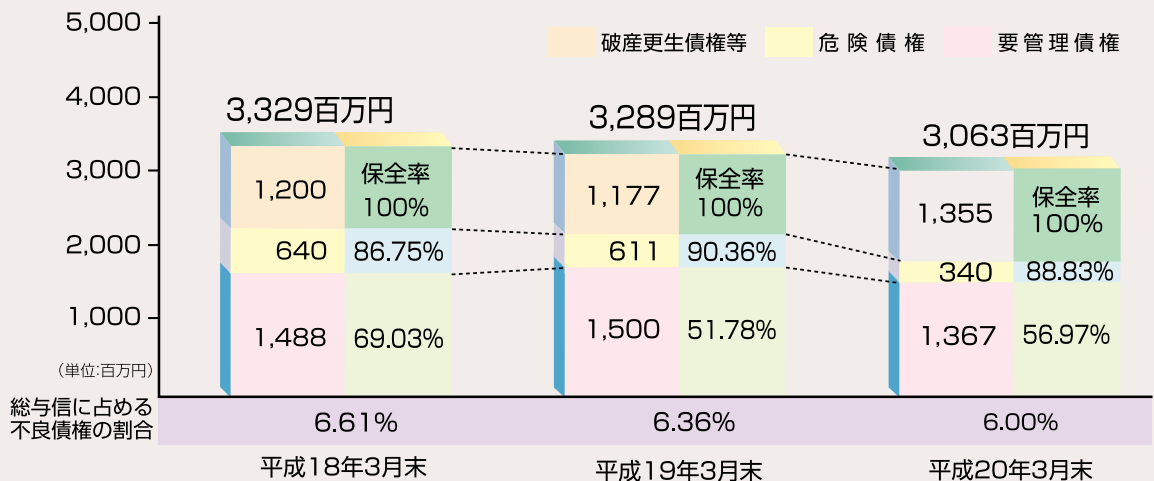 5,000
破産更生債権等 危険債権 要管理債権
4,000
3,329百万円
3,289百万円
3,063百万円
3,000
1,200 保全率 100%
1,177 保全率 100%
1,355 保全率 100%
2,000
640 86.75%
611 90.36%
340 88.83%
1,000
1,488 69.03%
1,500 51.78%
1,367 56.97%
(単位:百万円)
総与信に占める
不良債権の割合
6.61% 6.36% 6.00%
平成18年3月末 平成19年3月末 平成20年3月末